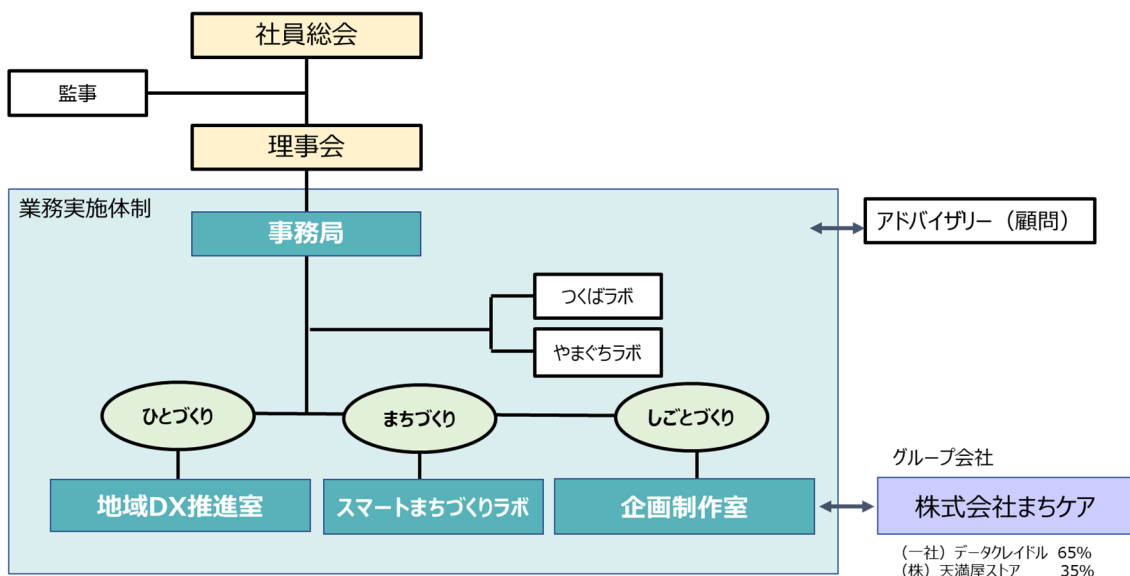 社員総会
監事
理事会
業務実施体制
事務局
アドバイザリー（顧問）
つくばラボ
やまぐちラボ
ひとづくり
まちづくり
しごとづくり
グループ会社
地域DX推進室
スマートまちづくりラボ
企画制作室
株式会社まちケア
（一社）データクレイドル 65%
（株）天満屋ストア 35%